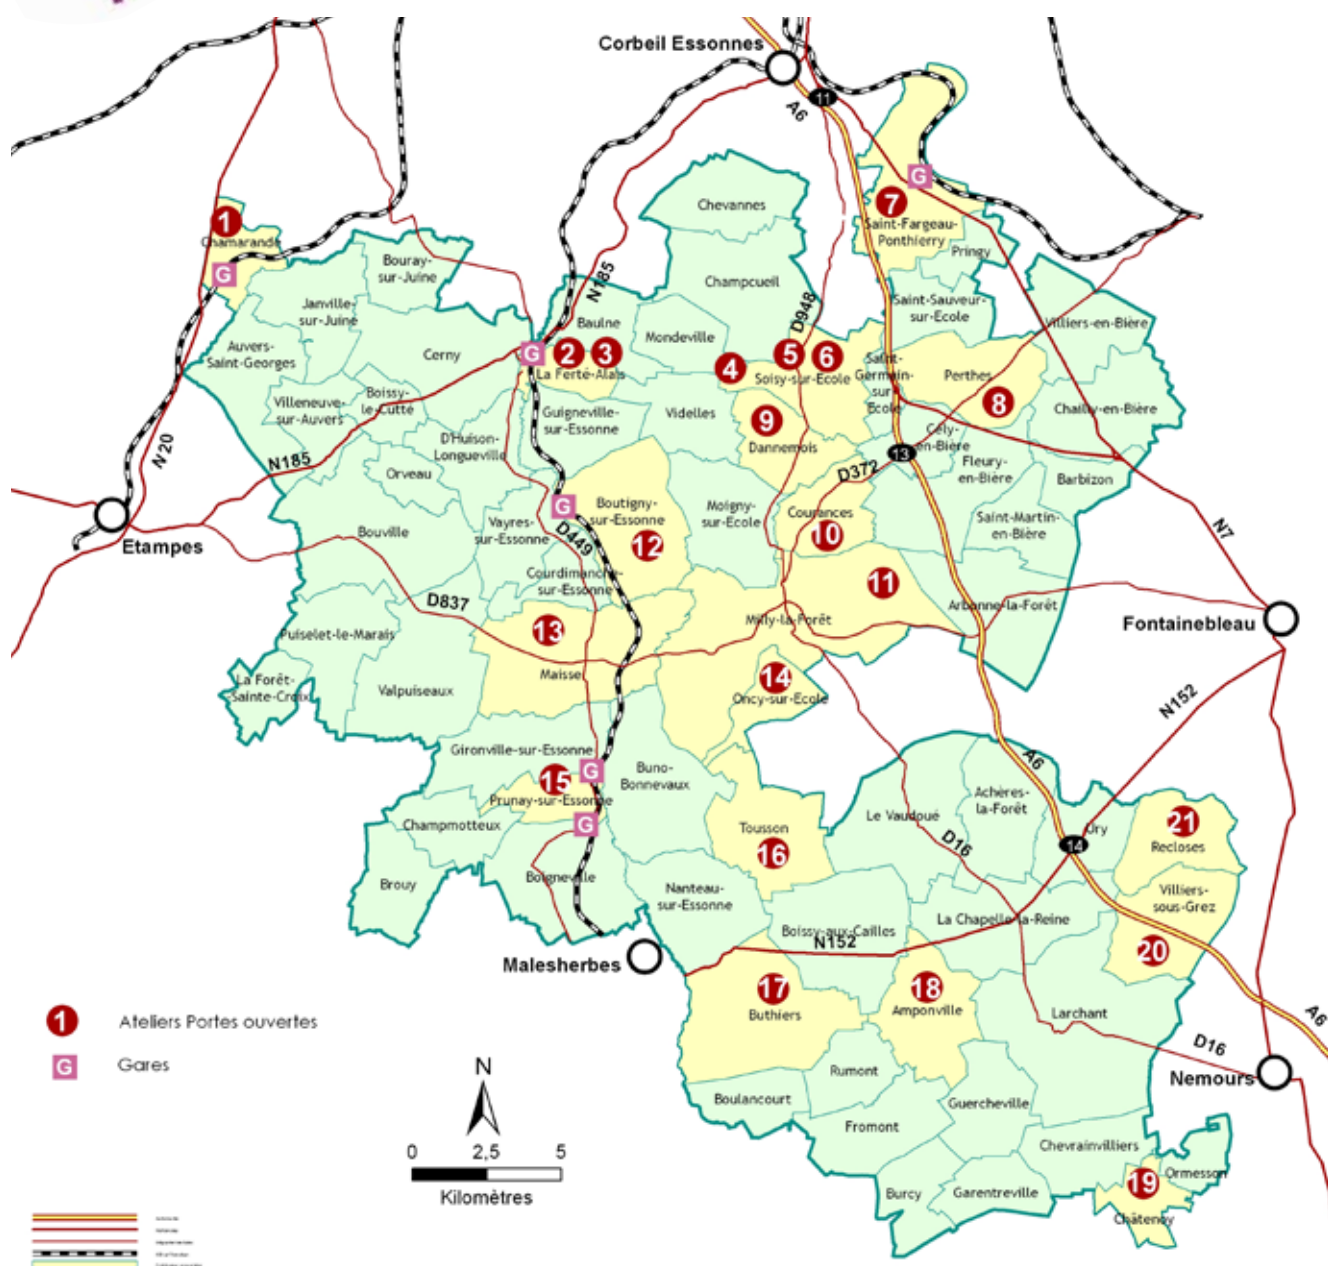 Corbeil Essonnes
11
A6
G
7
Saint-Fargeau-
Ponthierry
Pringy
Chevannes
1
Chamarande
G
Bouray-
sur-Juine
Champcueil
N185
D948
Saint-Sauveur-
sur-Ecole
Villiers-en-Bière
Janville-
sur-Juine
Baulne
Mondeville
Auvers-
Saint-Georges
Cerny
G
2
3
La Ferté-Alais
4
5
6
Soisy-sur-Ecole
Saint-
Germain-
sur
Ecole
Perthes
8
Chailly-en-Bière
Villeneuve-
sur-Auvers
Boissy-
le-Cutté
Guigneville-
sur-Essonne
Videlles
9
Dannemois
Cély-
en-Bière
13
N 20
N185
D'Huison-
Longueville
Orveau
D372
Fleury-
en-Bière
Barbizon
Etampes
Bouville
Vayres-
sur-Essonne
G
D449
Boutigny-
sur-Essonne
12
Moigny-
sur-Ecole
Courances
10
Saint-Martin-
en-Bière
N7
Courdimanche-
sur-Essonne
11
D837
Arbonne-la-Forêt
Fontainebleau
Puiselet-le-Marais
13
Maisse
Milly-la-Forêt
La Forêt-
Sainte-Croix
Valpuiseaux
14
Oncy-sur-Ecole
N152
Gironville-sur-Essonne
G
15
Prunay-sur-Essonne
Buno-
Bonnevaux
A6
Achères-
la-Forêt
Le Vaudoué
Champmotteux
G
Tousson
16
D16
14
Ury
21
Recloses
Brouy
Boigneville
Nanteau-
sur-Essonne
Villiers-
sous-Grez
La Chapelle-la-Reine
Boissy-aux-Cailles
N152
20
Malesherbes
17
Buthiers
18
Amponville
Larchant
A6
1
Ateliers Portes ouvertes
G
Gares
D16
Nemours
N
Rumont
Boulancourt
Guercheville
Fromont
0
2,5
5
Kilomètres
Chevrainvilliers
Ormesson
19
Châtenoy
Burcy
Garentreville